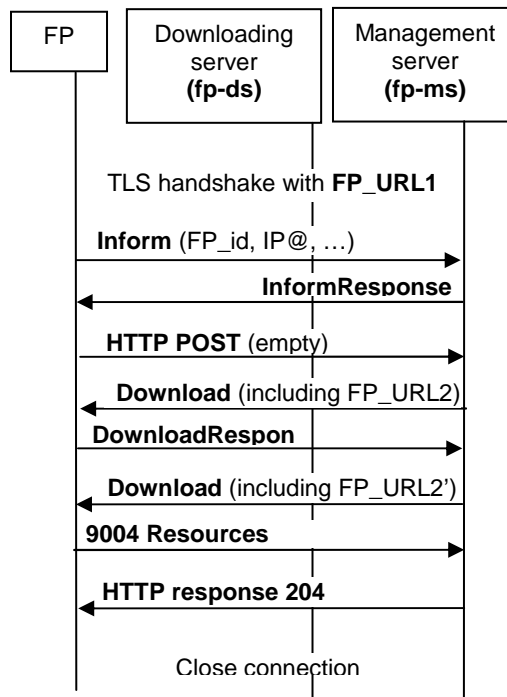 FP
Downloading
server
(fp-ds)
Management
server
(fp-ms)
TLS handshake with FP_URL1
Inform (FP_id, IP@, …)
InformResponse
HTTP POST (empty)
Download (including FP_URL2)
DownloadRespon
Download (including FP_URL2')
9004 Resources
HTTP response 204
Close connection